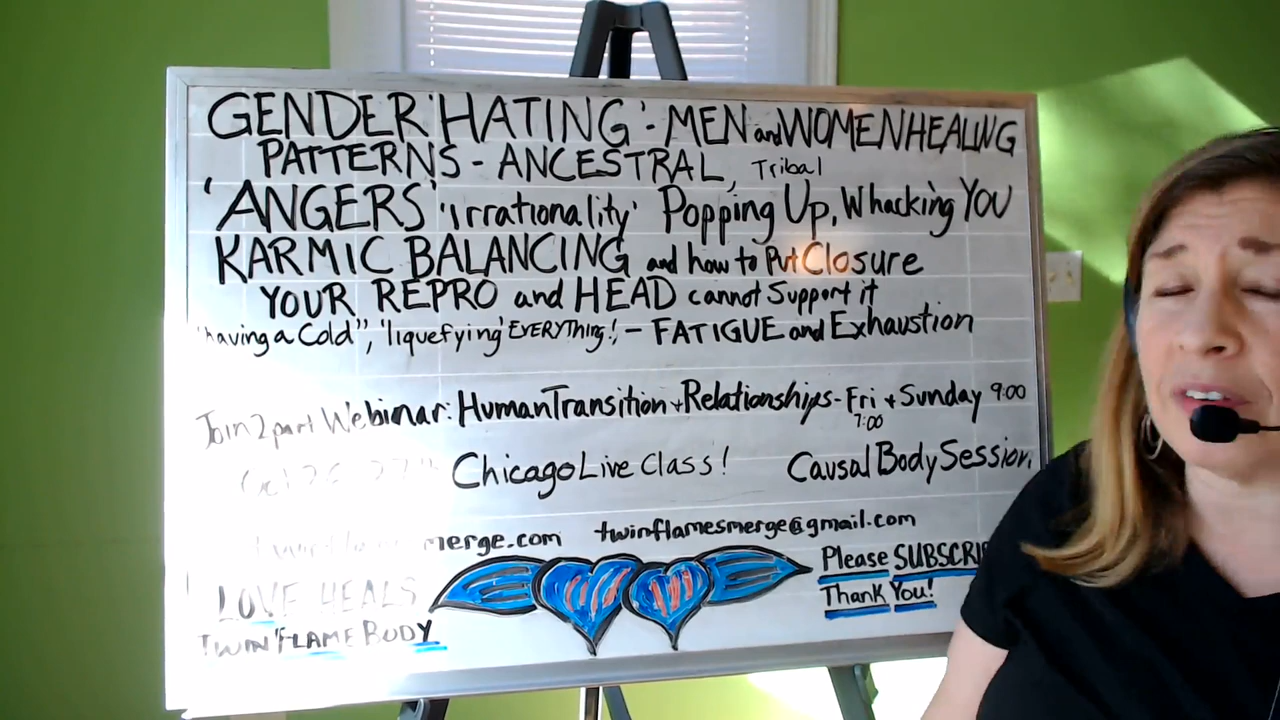 GENDER 'HATING' - MEN and WOMEN HEALING
PATTERNS - ANCESTRAL, Tribal
'ANGERS' 'irrationality' Popping Up, Whacking YOU
KARMIC BALANCING and how to Put Closure
YOUR REPRO and HEAD cannot Support it
'having a Cold", 'liquefying' EVERYTHING! - FATIGUE and Exhaustion
Join 2 part Webinar: Human Transition + Relationships - Fri + Sunday 9:00
7:00
Oct 26 27th Chicago Live Class! Causal Body Session
merge.com twinflamesmerge@gmail.com
Please SUBSCRI
Thank You!
LOVE HEALS
TWIN FLAME BODY